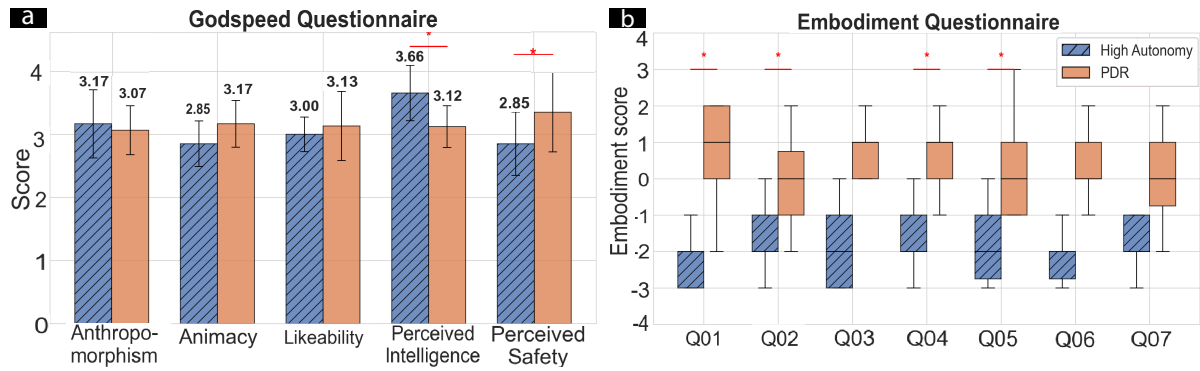 a
Godspeed Questionnaire
Score
4
3
2
1
0
3.17
3.07
2.85
3.17
3.00
3.13
3.66
3.12
2.85
*
*
Anthropo-
morphism
Animacy
Likeability
Perceived
Intelligence
Perceived
Safety
b
Embodiment Questionnaire
Embodiment score
4
3
2
1
0
-1
-2
-3
-4
*
*
*
*
High Autonomy
PDR
Q01
Q02
Q03
Q04
Q05
Q06
Q07